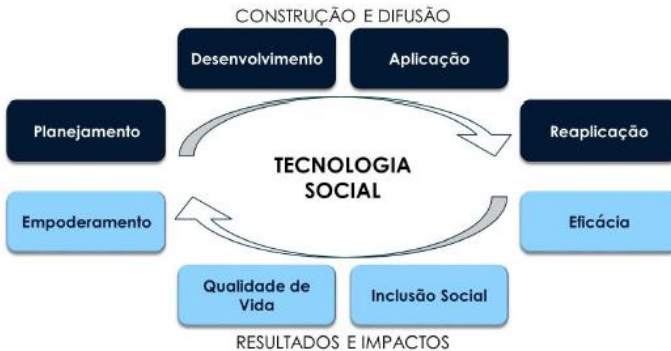 CONSTRUÇÃO E DIFUSÃO
Desenvolvimento
Aplicação
Planejamento
Reaplicação
TECNOLOGIA
SOCIAL
Empoderamento
Eficácia
Qualidade de
Vida
Inclusão Social
RESULTADOS E IMPACTOS